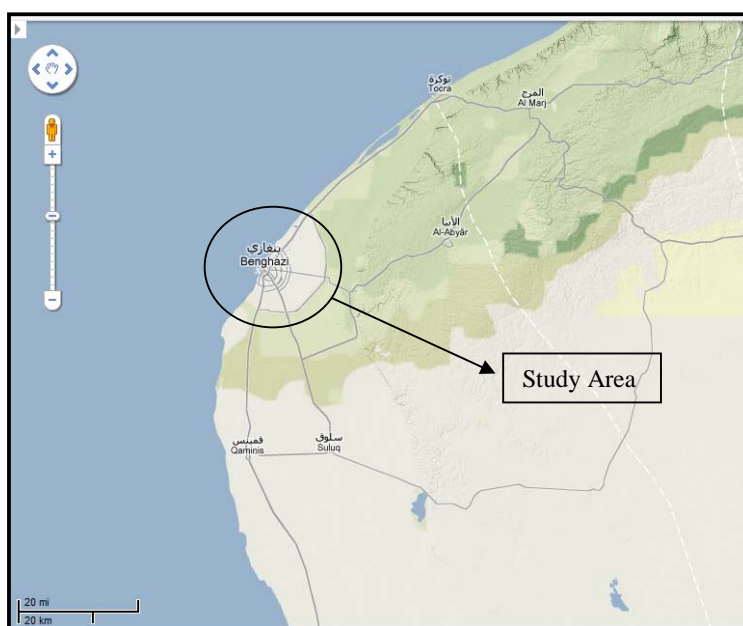 توكرة
Tocra
المرج
Al Marj
الأبيار
Al-Abyār
بنغازي
Benghazi
Study Area
قمينس
Qaminis
سلوق
Suluq
20 mi
20 km